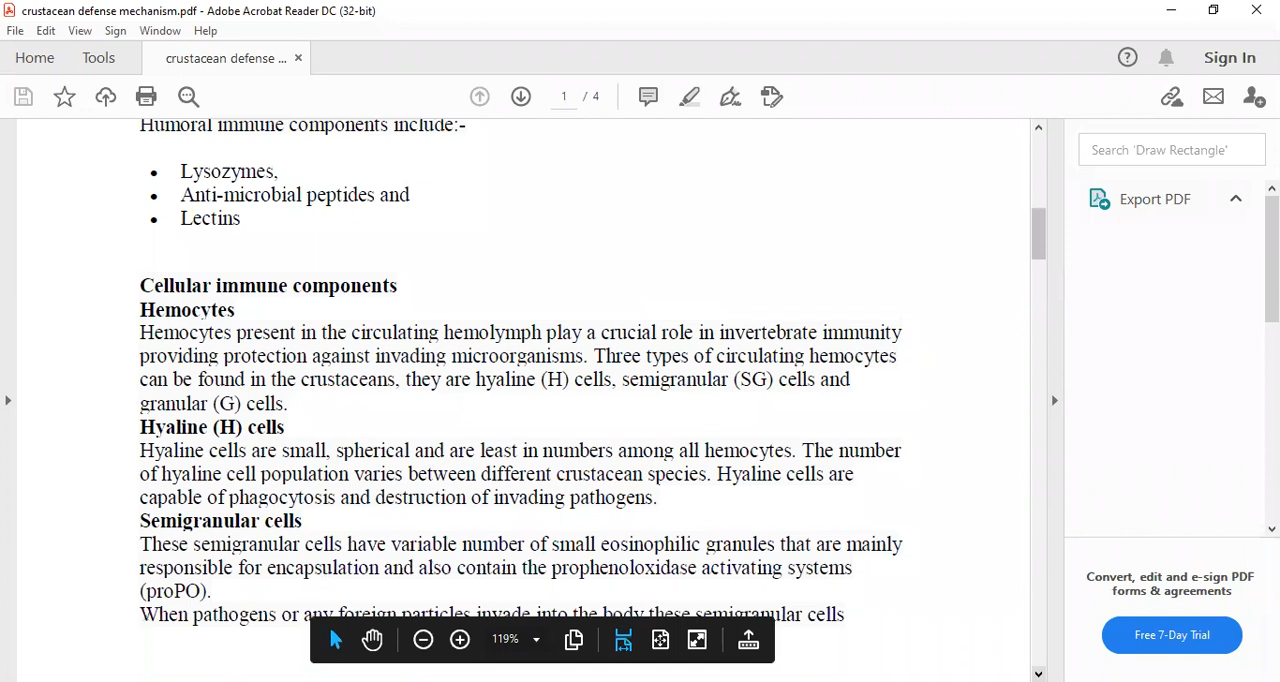 crustacean defense mechanism.pdf - Adobe Acrobat Reader DC (32-bit)
File Edit View Sign Window Help
Home Tools crustacean defense ... × Sign In
1 / 4
Humoral immune components include:-
• Lysozymes,
• Anti-microbial peptides and
• Lectins
Cellular immune components
Hemocytes
Hemocytes present in the circulating hemolymph play a crucial role in invertebrate immunity
providing protection against invading microorganisms. Three types of circulating hemocytes
can be found in the crustaceans, they are hyaline (H) cells, semigranular (SG) cells and
granular (G) cells.
Hyaline (H) cells
Hyaline cells are small, spherical and are least in numbers among all hemocytes. The number
of hyaline cell population varies between different crustacean species. Hyaline cells are
capable of phagocytosis and destruction of invading pathogens.
Semigranular cells
These semigranular cells have variable number of small eosinophilic granules that are mainly
responsible for encapsulation and also contain the prophenoloxidase activating systems
(proPO).
When pathogens or any foreign particles invade into the body these semigranular cells
119%
Search 'Draw Rectangle'
Export PDF
Convert, edit and e-sign PDF
forms & agreements
Free 7-Day Trial